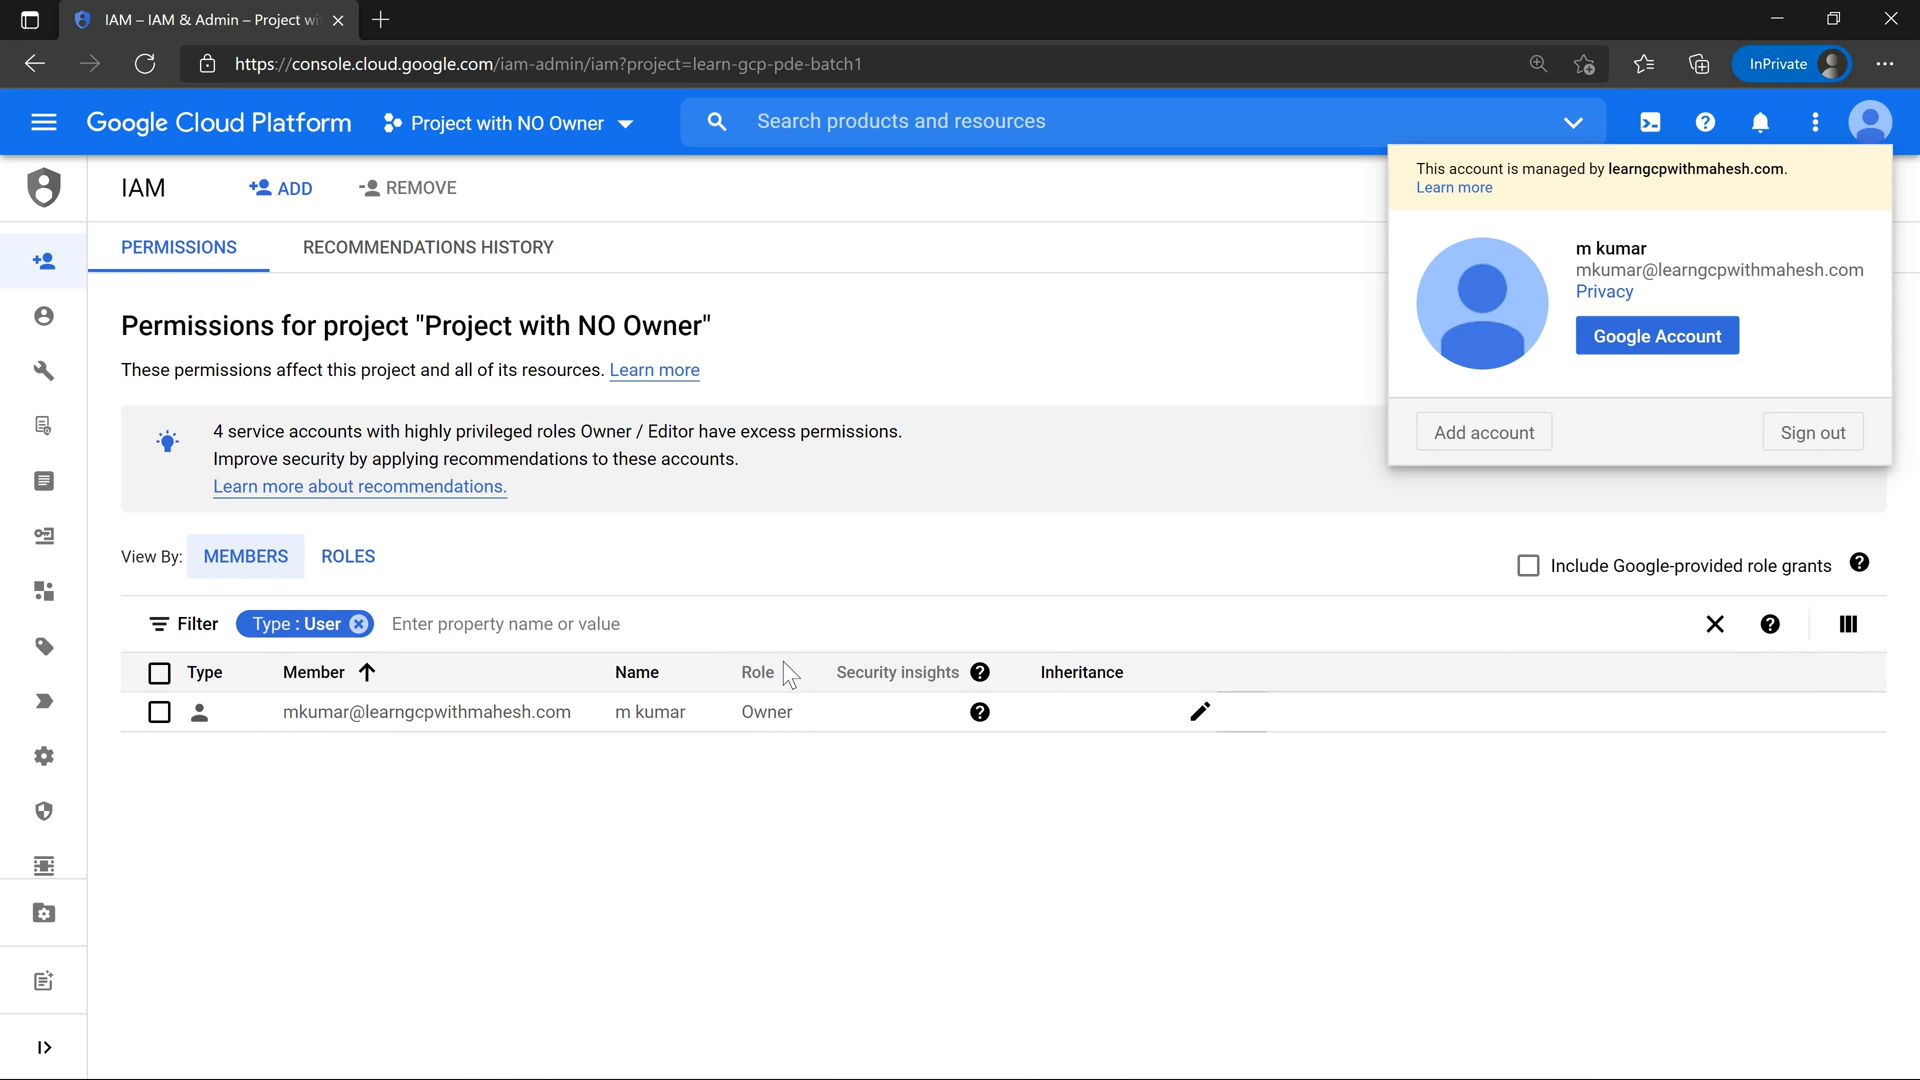 IAM – IAM & Admin – Project wi
https://console.cloud.google.com/iam-admin/iam?project=learn-gcp-pde-batch1
InPrivate
Google Cloud Platform
Project with NO Owner
Search products and resources
IAM
ADD
REMOVE
PERMISSIONS
RECOMMENDATIONS HISTORY
This account is managed by learngcpwithmahesh.com.
Learn more
m kumar
mkumar@learngcpwithmahesh.com
Privacy
Google Account
Add account
Sign out
Permissions for project "Project with NO Owner"
These permissions affect this project and all of its resources. Learn more
4 service accounts with highly privileged roles Owner / Editor have excess permissions.
Improve security by applying recommendations to these accounts.
Learn more about recommendations.
View By: MEMBERS ROLES
Include Google-provided role grants
Filter Type : User Enter property name or value
Type Member Name Role Security insights Inheritance
mkumar@learngcpwithmahesh.com m kumar Owner